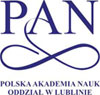 PAN
POLSKA AKADEMIA NAUK
ODDZIAŁ W LUBLINIE